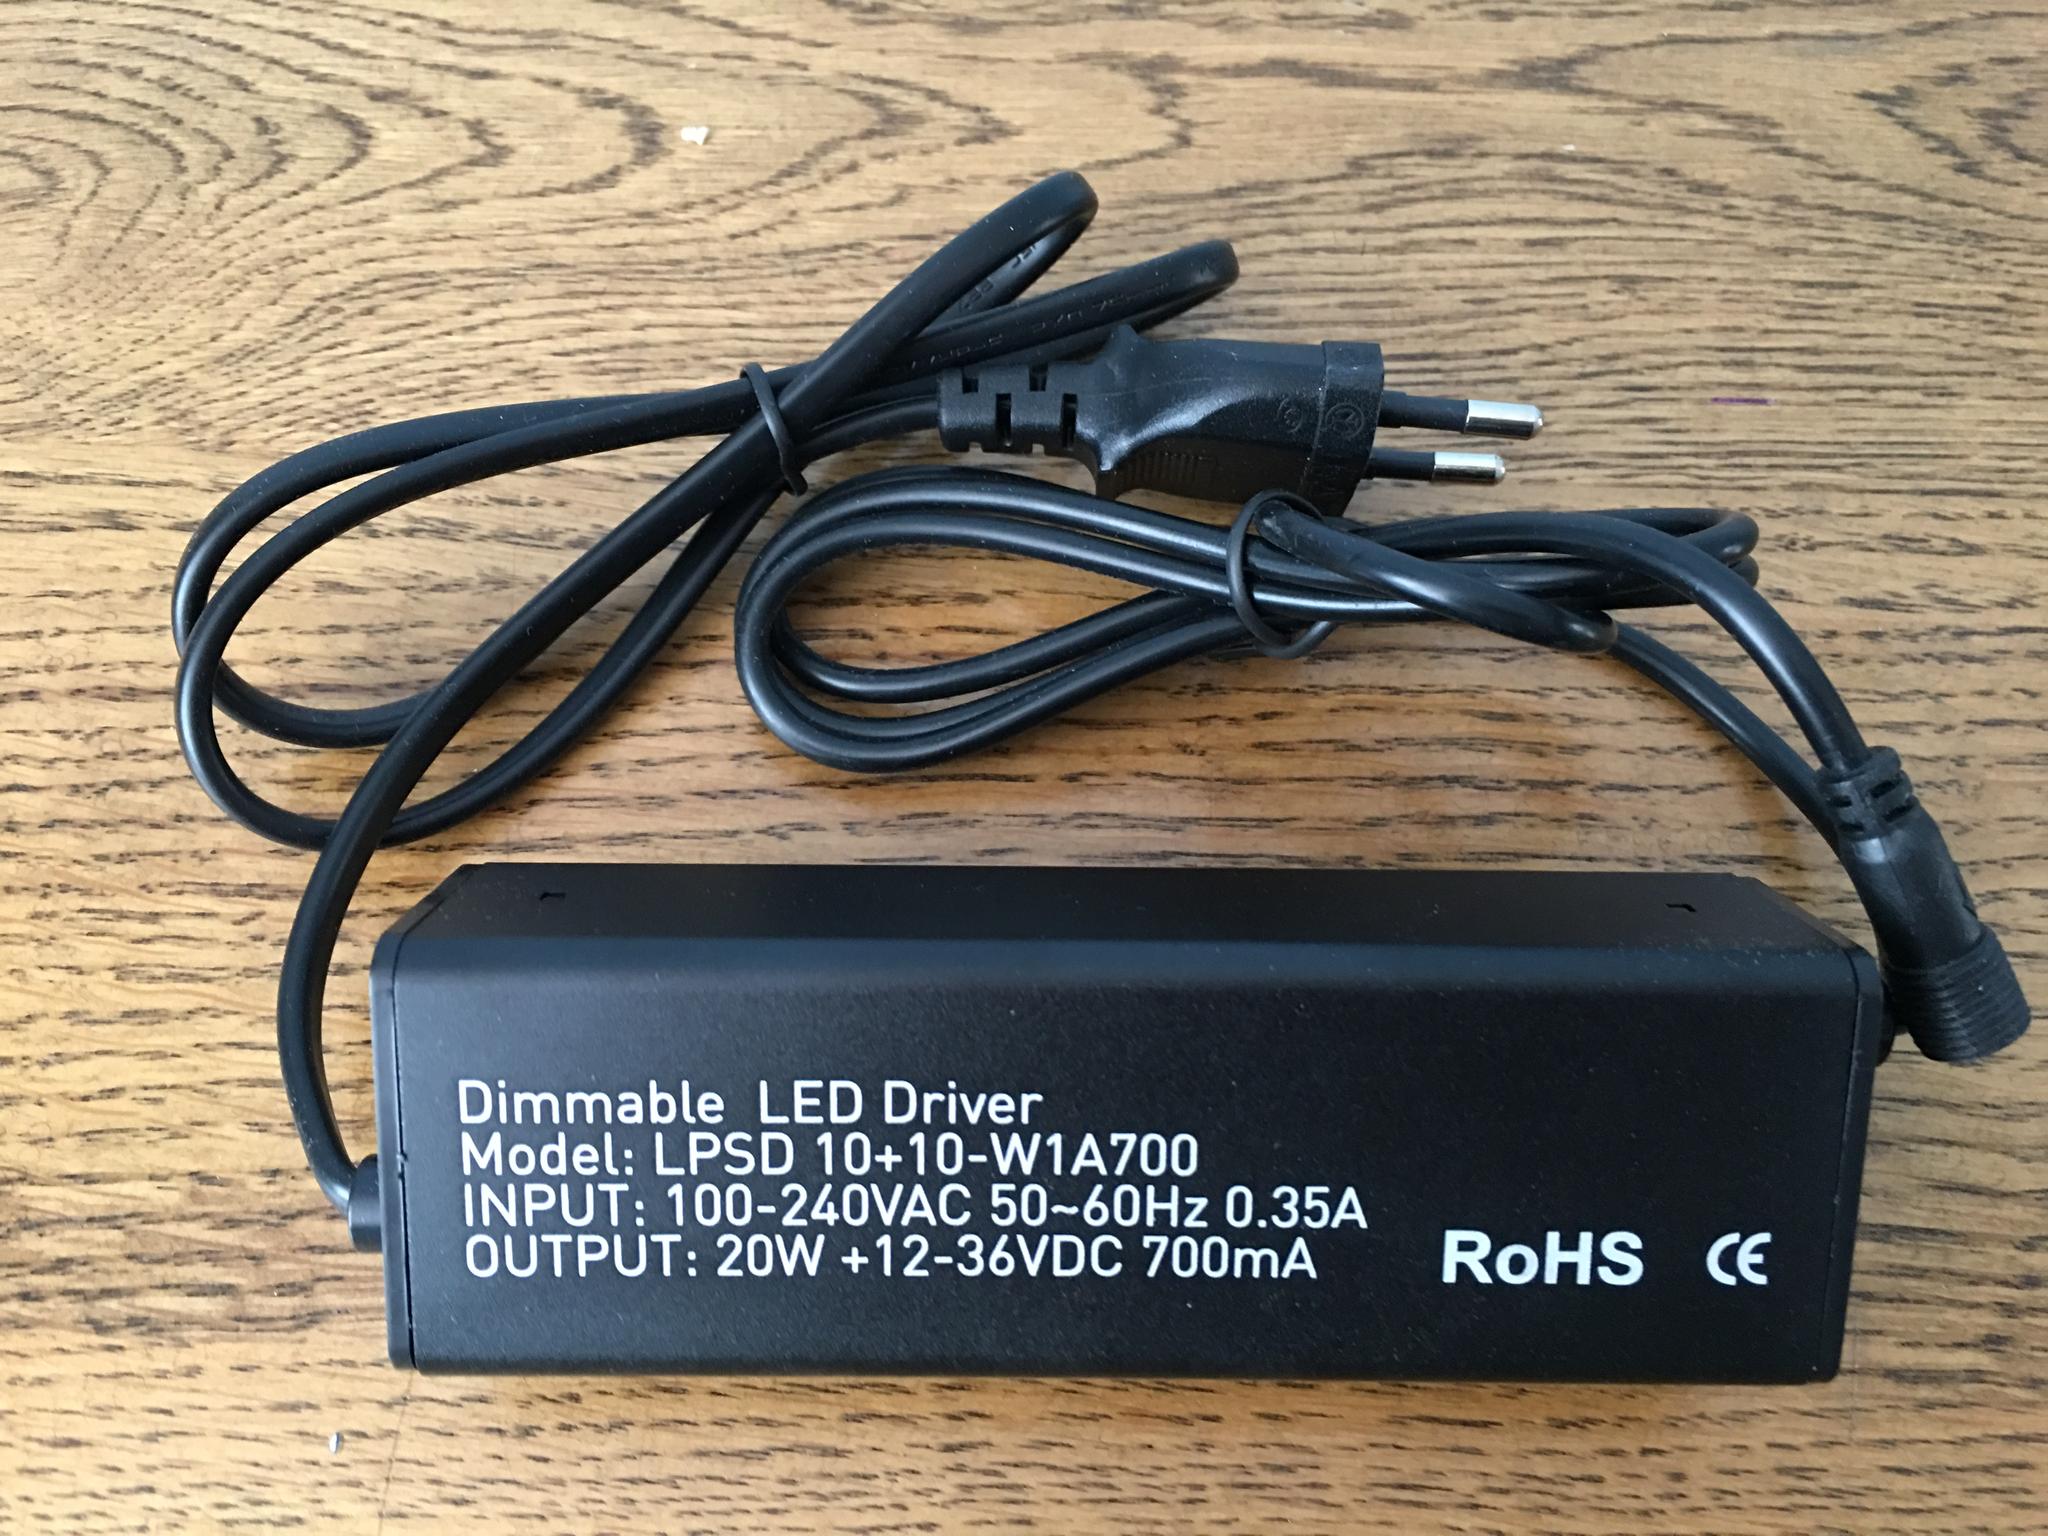 Dimmable LED Driver
Model: LPSD 10+10-W1A700
INPUT: 100-240VAC 50~60Hz 0.35A
OUTPUT: 20W +12-36VDC 700mA
RoHS CE